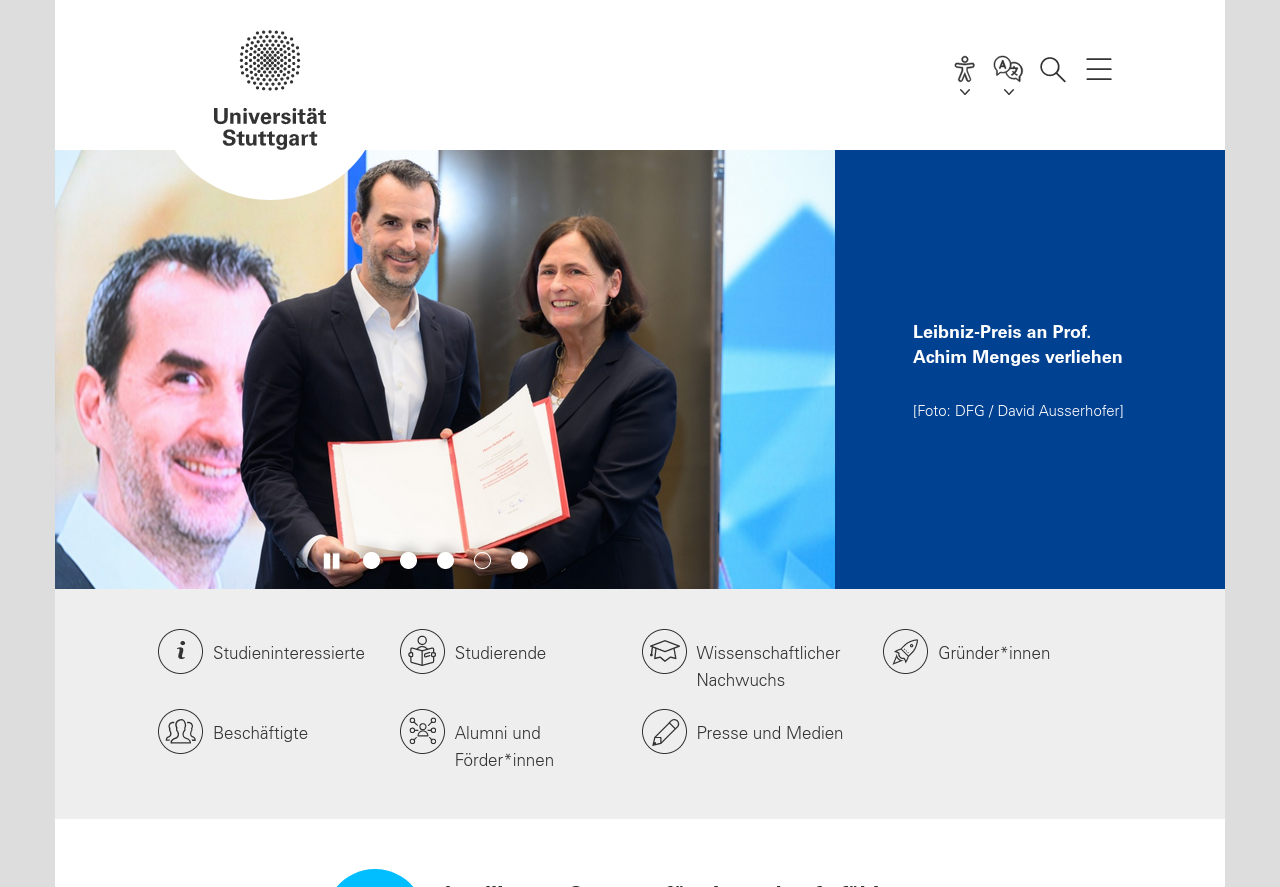 Universität
Stuttgart
Leibniz-Preis an Prof.
Achim Menges verliehen
[Foto: DFG / David Ausserhofer]
Studieninteressierte
Studierende
Wissenschaftlicher
Nachwuchs
Gründer*innen
Beschäftigte
Alumni und
Förder*innen
Presse und Medien